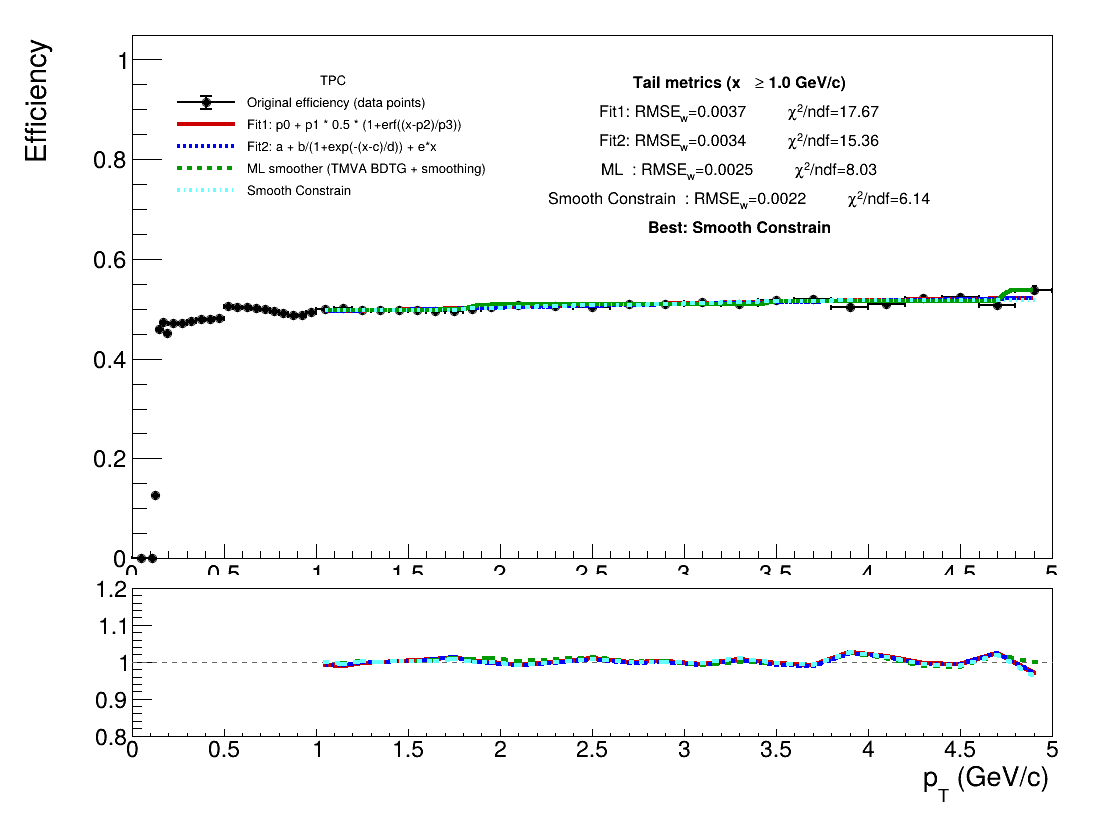 Efficiency
1
0.8
0.6
0.4
0.2
0
TPC
Original efficiency (data points)
Fit1: p0 + p1 * 0.5 * (1+erf((x-p2)/p3))
Fit2: a + b/(1+exp(-(x-c)/d)) + e*x
ML smoother (TMVA BDTG + smoothing)
Smooth Constrain
Tail metrics (x ≥ 1.0 GeV/c)
Fit1: RMSEw=0.0037 χ²/ndf=17.67
Fit2: RMSEw=0.0034 χ²/ndf=15.36
ML : RMSEw=0.0025 χ²/ndf=8.03
Smooth Constrain : RMSEw=0.0022 χ²/ndf=6.14
Best: Smooth Constrain
0 0.5 1 1.5 2 2.5 3 3.5 4 4.5 5
1.2
1.1
1
0.9
0.8
0 0.5 1 1.5 2 2.5 3 3.5 4 4.5 5
pT (GeV/c)